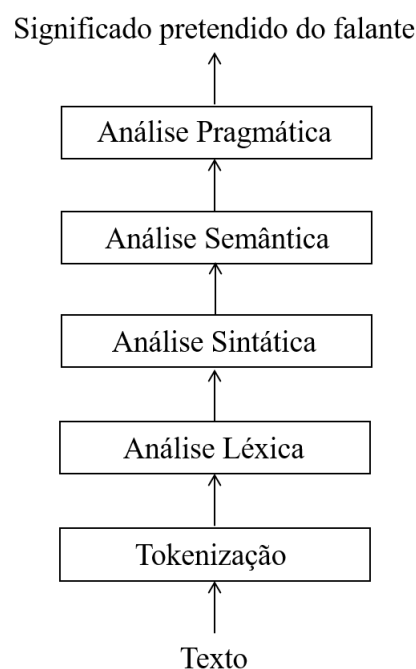 Significado pretendido do falante
Análise Pragmática
Análise Semântica
Análise Sintática
Análise Léxica
Tokenização
Texto